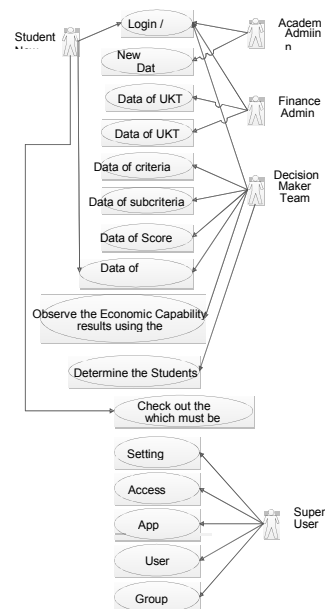 Student
New
Login /
Academ
Admiin
n
New
Dat
Data of UKT
Finance
Admin
Data of UKT
Data of criteria
Decision
Maker
Team
Data of subcriteria
Data of Score
Data of
Observe the Economic Capability
results using the
Determine the Students
Check out the
which must be
Setting
Access
App
Super
User
User
Group